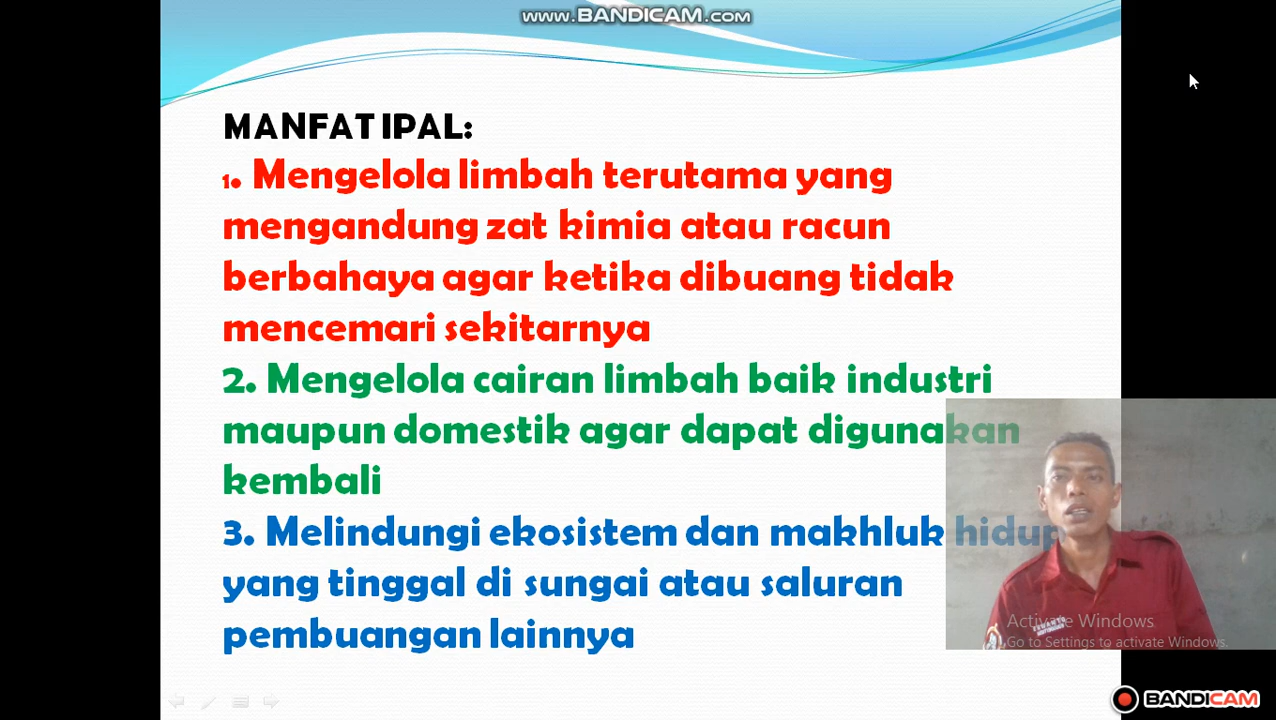 www.BANDICAM.com
MANFAT IPAL:
1. Mengelola limbah terutama yang
mengandung zat kimia atau racun
berbahaya agar ketika dibuang tidak
mencemari sekitarnya
2. Mengelola cairan limbah baik industri
maupun domestik agar dapat digunakan
kembali
3. Melindungi ekosistem dan makhluk hidup
yang tinggal di sungai atau saluran
pembuangan lainnya
Activate Windows
Go to Settings to activate Windows.
BANDICAM